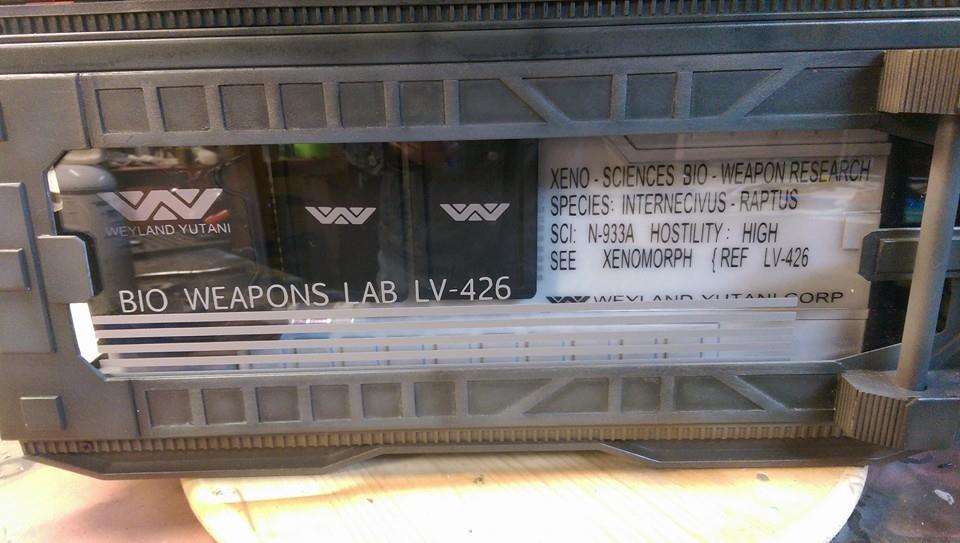 WEYLAND YUTANI
BIO WEAPONS LAB LV-426
XENO - SCIENCES BIO - WEAPON RESEARCH
SPECIES: INTERNECIVUS - RAPTUS
SCI: N-933A HOSTILITY: HIGH
SEE XENOMORPH {REF LV-426
WEYLAND YUTANI CORP